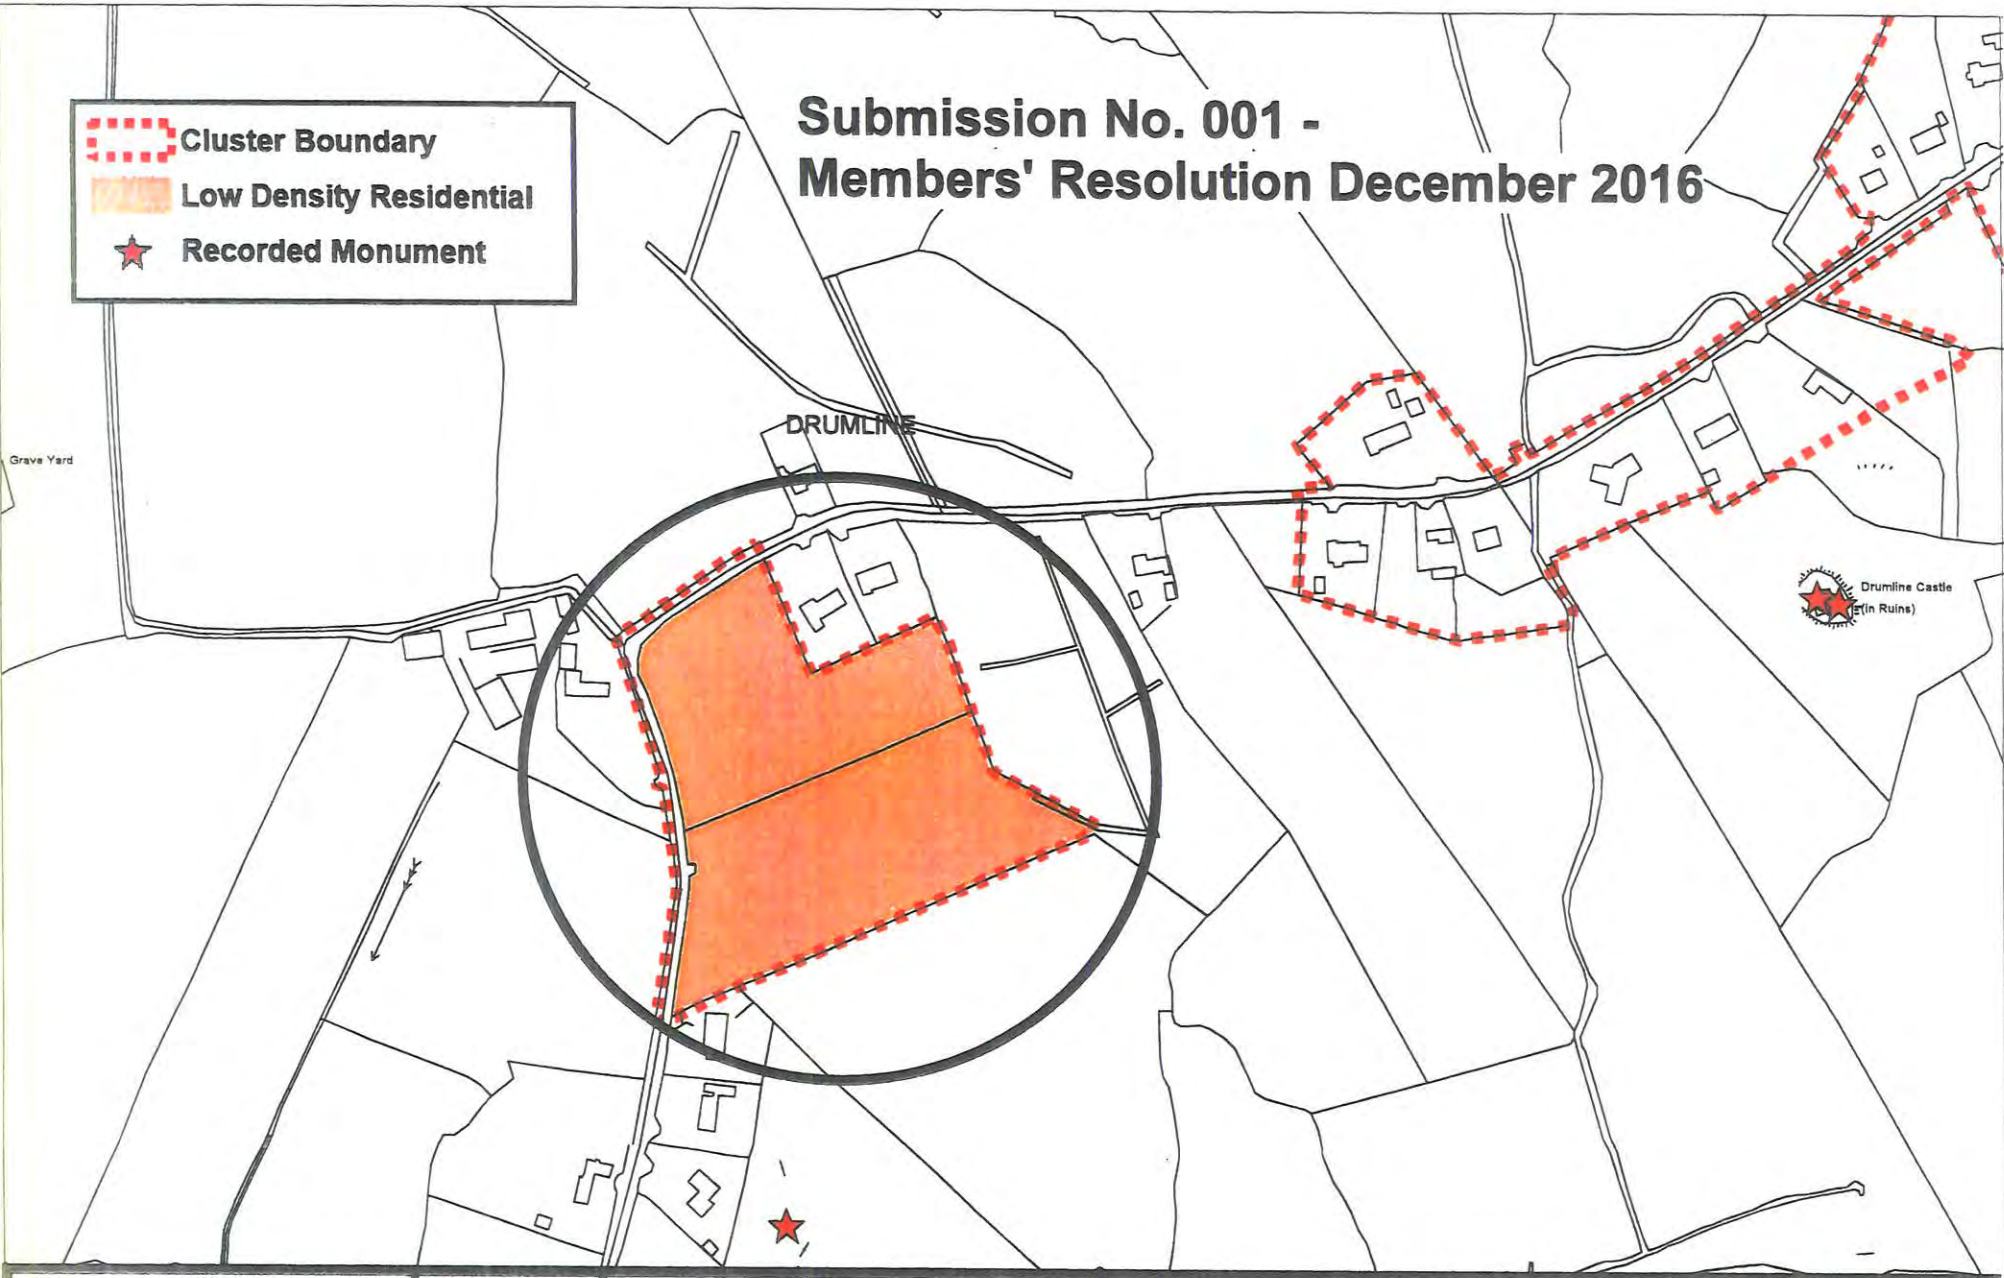 Submission No. 001 -
Members' Resolution December 2016
Cluster Boundary
Low Density Residential
Recorded Monument
DRUMLINE
Grave Yard
Drumline Castle
(in Ruins)